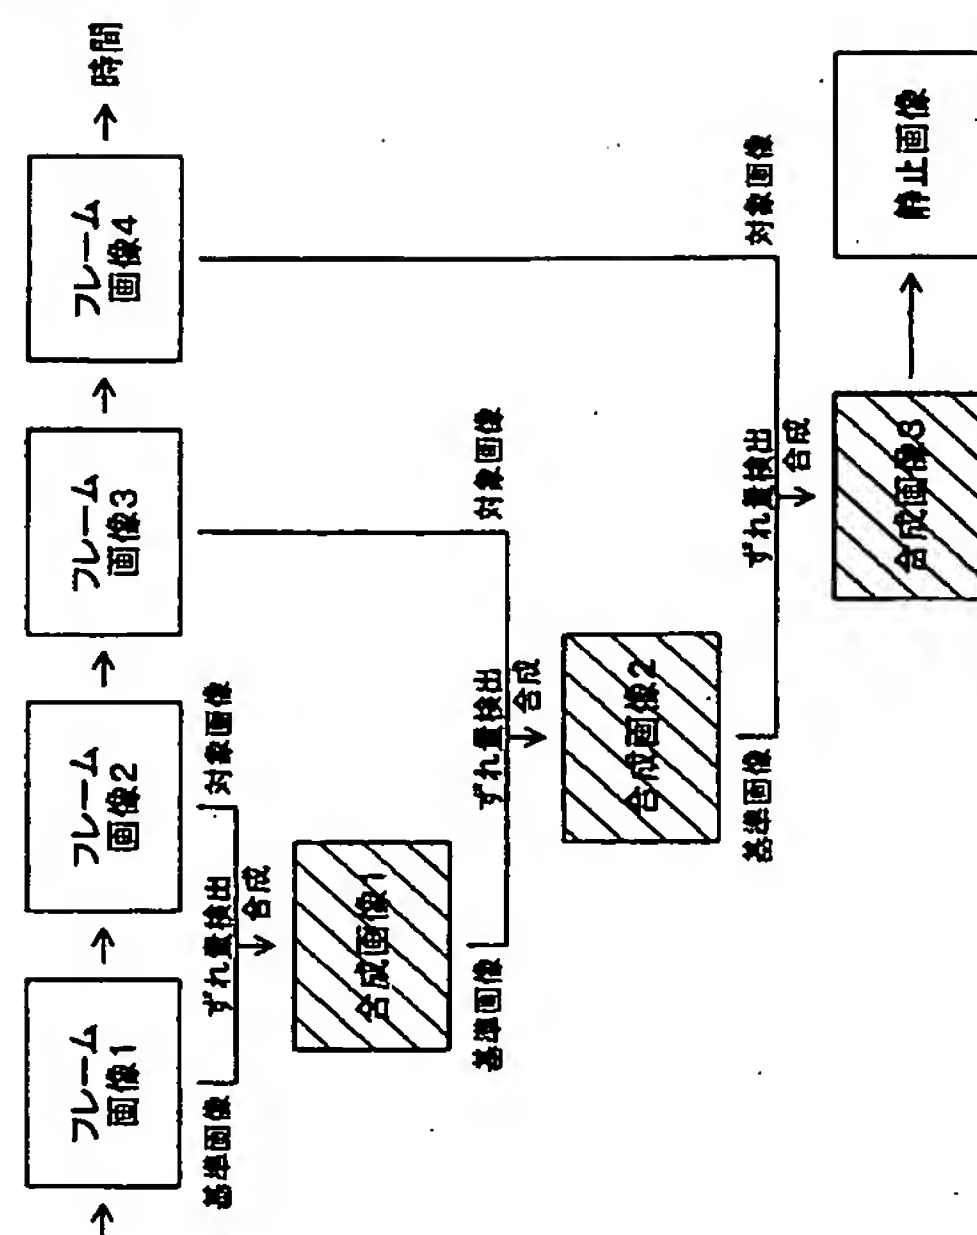 フレーム
画像1
フレーム
画像2
フレーム
画像3
フレーム
画像4
時間
基準画像
ずれ量検出
対象画像
合成
合成画像1
基準画像
ずれ量検出
対象画像
合成
合成画像2
基準画像
ずれ量検出
対象画像
合成
合成画像3
静止画像